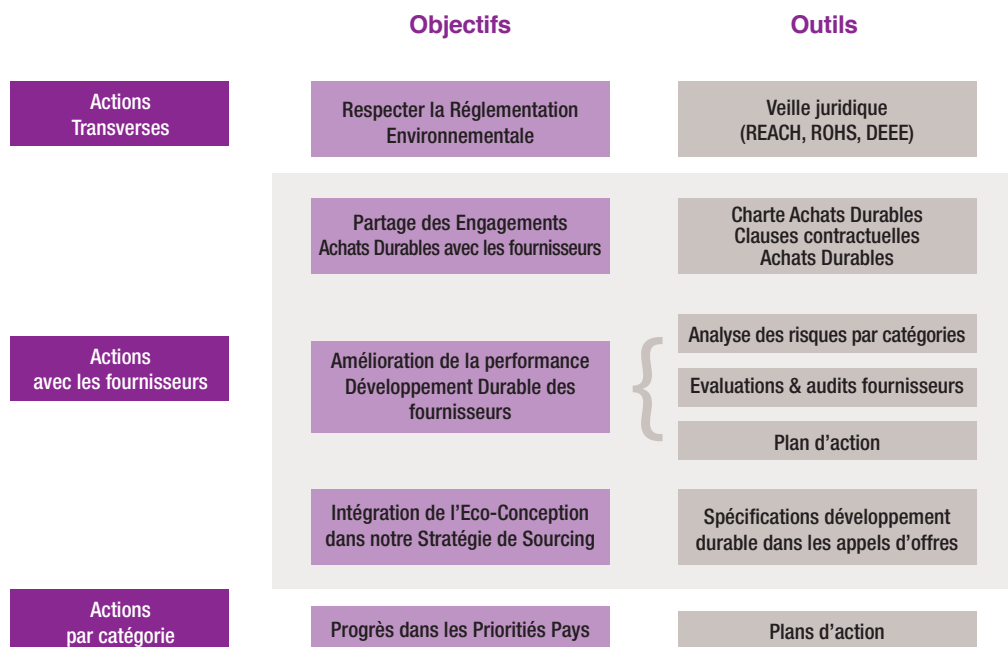 Objectifs
Outils
Actions
Transverses
Respecter la Réglementation
Environnementale
Veille juridique
(REACH, ROHS, DEEE)
Partage des Engagements
Achats Durables avec les fournisseurs
Charte Achats Durables
Clauses contractuelles
Achats Durables
Actions
avec les fournisseurs
Amélioration de la performance
Développement Durable des
fournisseurs
{
Analyse des risques par catégories
Evaluations & audits fournisseurs
Plan d’action
Intégration de l’Eco-Conception
dans notre Stratégie de Sourcing
Spécifications développement
durable dans les appels d’offres
Actions
par catégorie
Progrès dans les Prioritiés Pays
Plans d’action